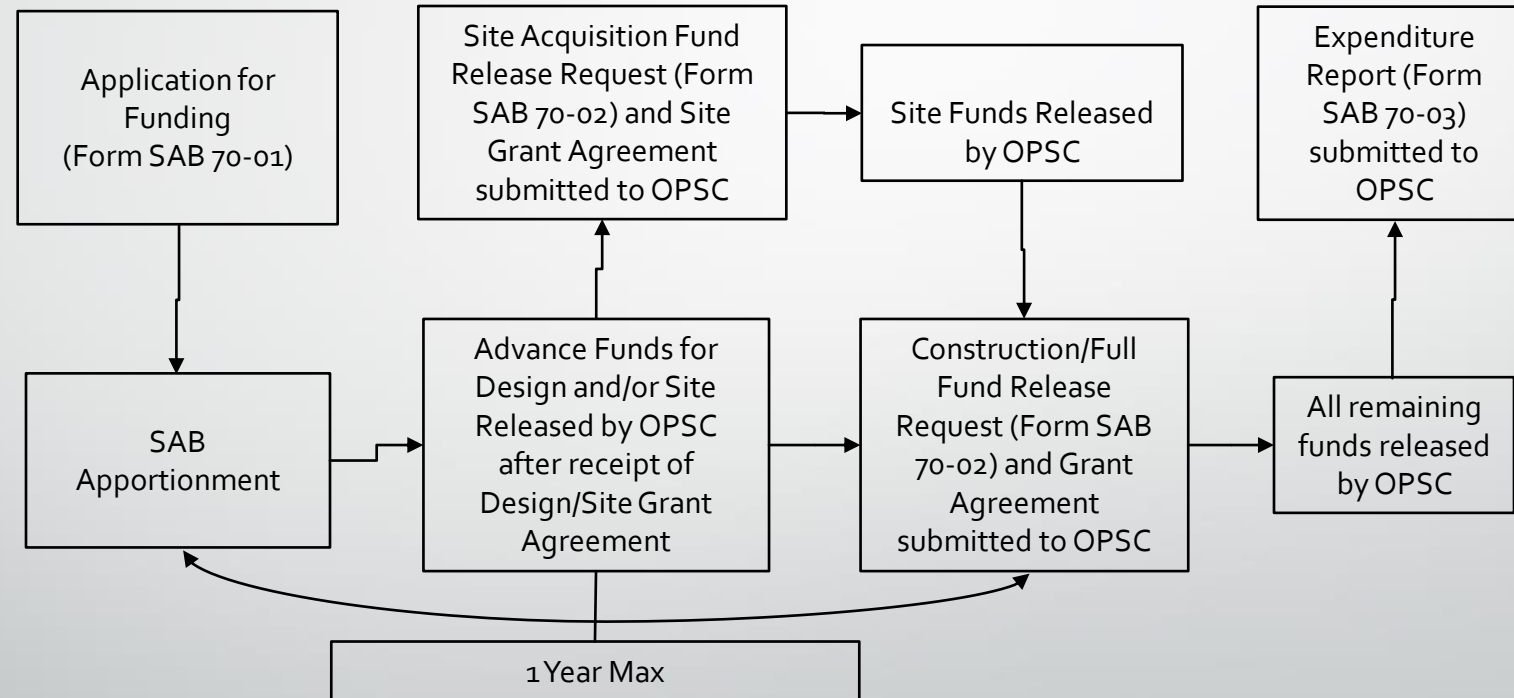 Application for
Funding
(Form SAB 70-01)
Site Acquisition Fund
Release Request (Form
SAB 70-02) and Site
Grant Agreement
submitted to OPSC
Site Funds Released
by OPSC
Expenditure
Report (Form
SAB 70-03)
submitted to
OPSC
SAB
Apportionment
Advance Funds for
Design and/or Site
Released by OPSC
after receipt of
Design/Site Grant
Agreement
Construction/Full
Fund Release
Request (Form SAB
70-02) and Grant
Agreement
submitted to OPSC
All remaining
funds released
by OPSC
1 Year Max